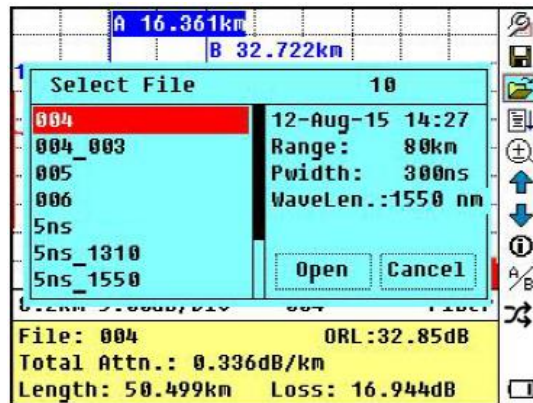 A 16.361km
B 32.722km
Select File 10
004
004_003
005
006
5ns
5ns_1310
5ns_1550
12-Aug-15 14:27
Range: 80km
Pwidth: 300ns
WaveLen.:1550 nm
Open Cancel
A/B
File: 004 ORL:32.85dB
Total Attn.: 0.336dB/km
Length: 50.499km Loss: 16.944dB